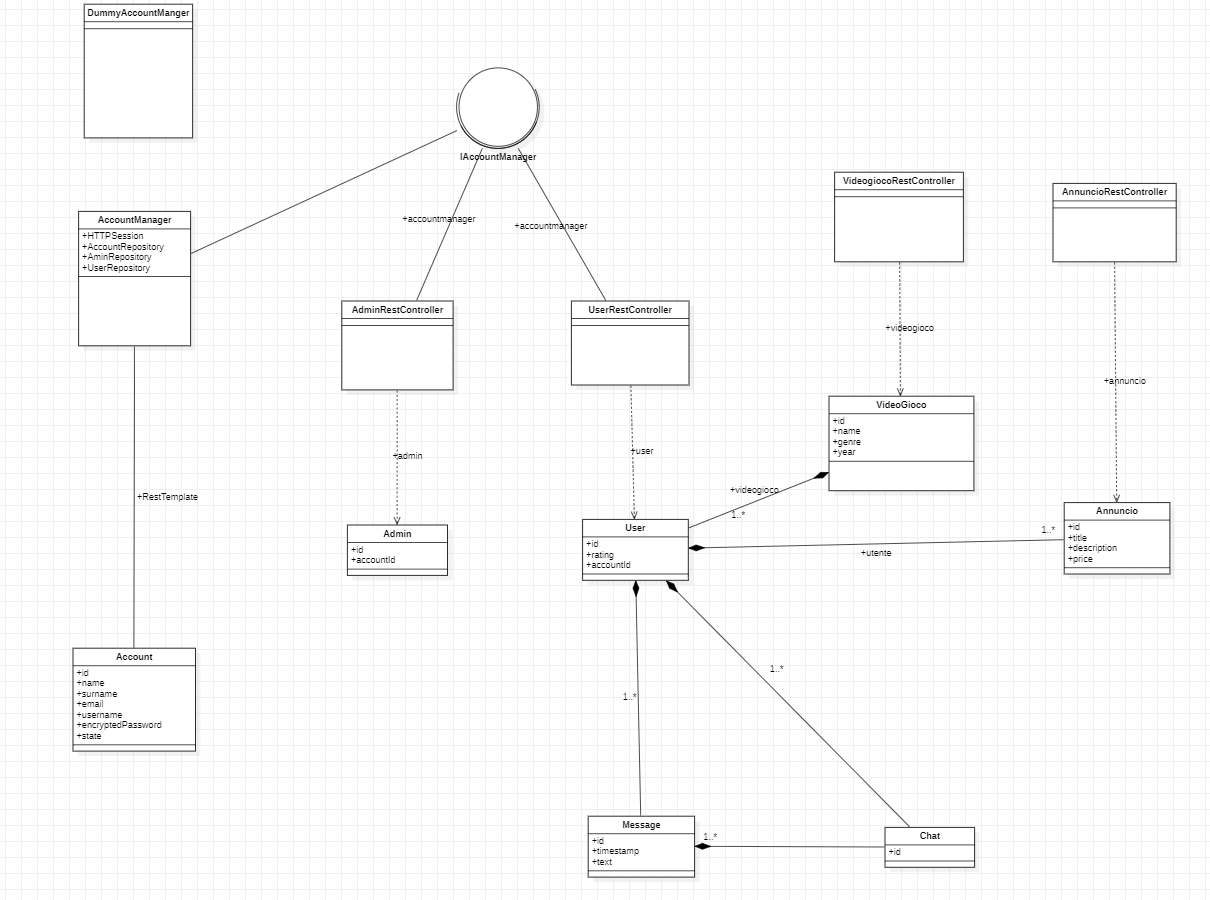 DummyAccountManger
IAccountManager
AccountManager
+HTTPSession
+AccountRepository
+AminRepository
+UserRepository
+accountmanager
+accountmanager
VideogiocoRestController
AnnuncioRestController
AdminRestController
UserRestController
+videogioco
+annuncio
VideoGioco
+id
+name
+genre
+year
+admin
+user
+RestTemplate
+videogioco
1..*
Admin
+id
+accountId
User
+id
+rating
+accountId
+utente
1..*
Annuncio
+id
+title
+description
+price
Account
+id
+name
+surname
+email
+username
+encryptedPassword
+state
1..*
1..*
Message
+id
+timestamp
+text
1..*
Chat
+id